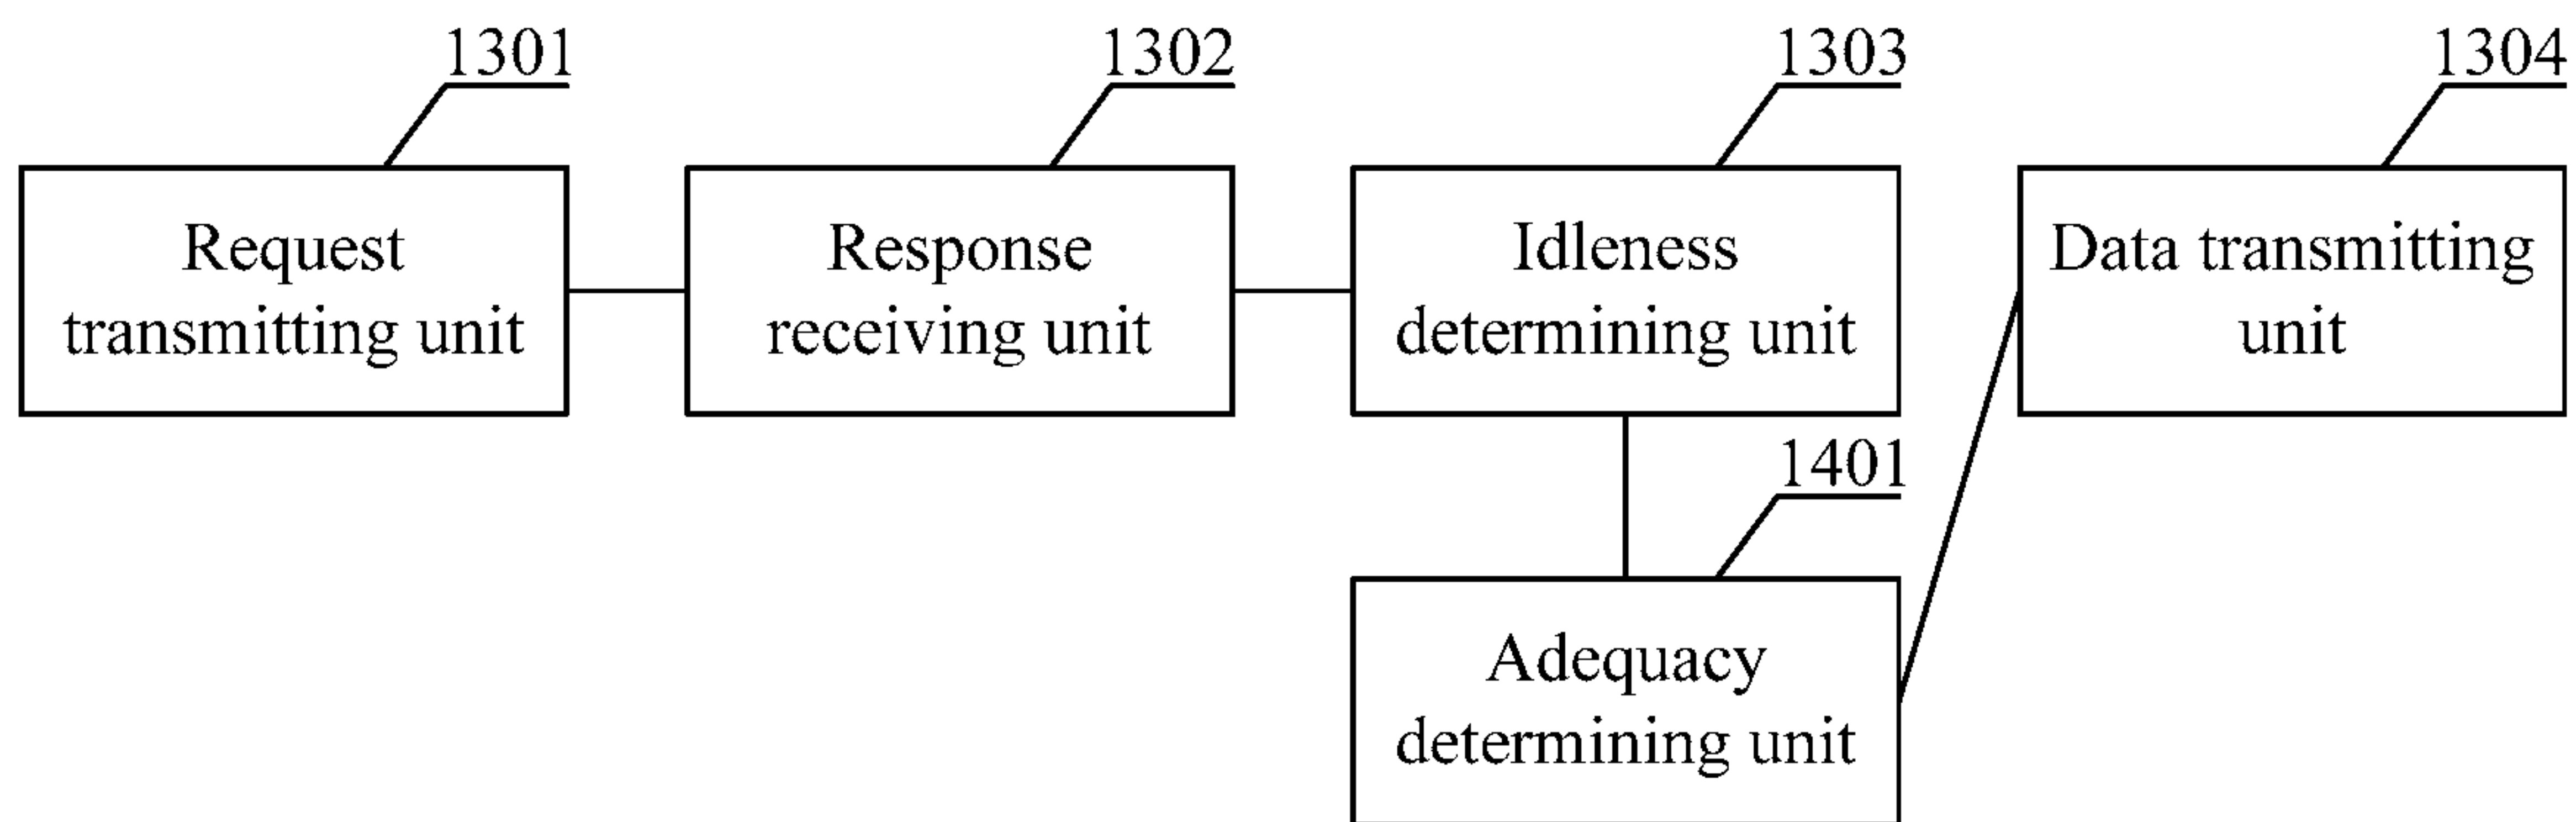 1301
1302
1303
1304
Request
transmitting unit
Response
receiving unit
Idleness
determining unit
Data transmitting
unit
1401
Adequacy
determining unit